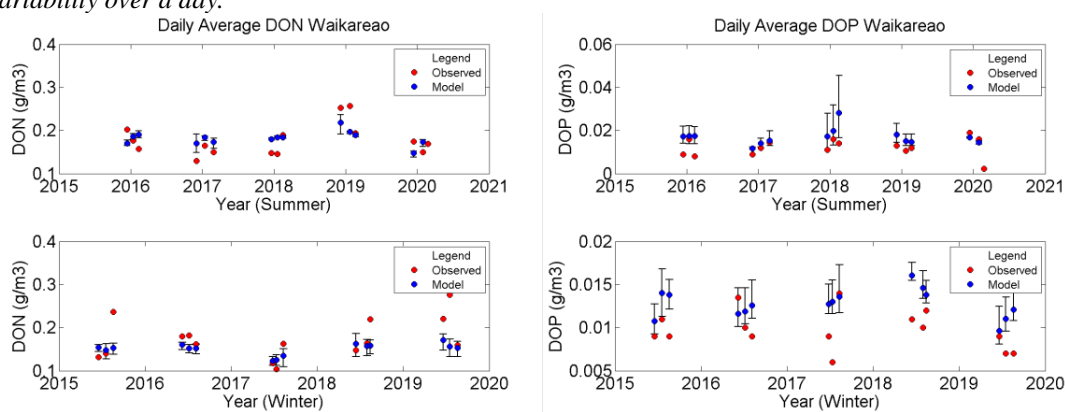 ariability over a day.
Daily Average DON Waikareao
DON (g/m3)
0.4
0.3
0.2
0.1
Legend
Observed
Model
2015 2016 2017 2018 2019 2020 2021
Year (Summer)
Daily Average DOP Waikareao
DOP (g/m3)
0.06
0.04
0.02
0
Legend
Observed
Model
2015 2016 2017 2018 2019 2020 2021
Year (Summer)
DON (g/m3)
0.4
0.3
0.2
0.1
Legend
Observed
Model
2015 2016 2017 2018 2019 2020
Year (Winter)
DOP (g/m3)
0.02
0.015
0.01
0.005
Legend
Observed
Model
2015 2016 2017 2018 2019 2020
Year (Winter)